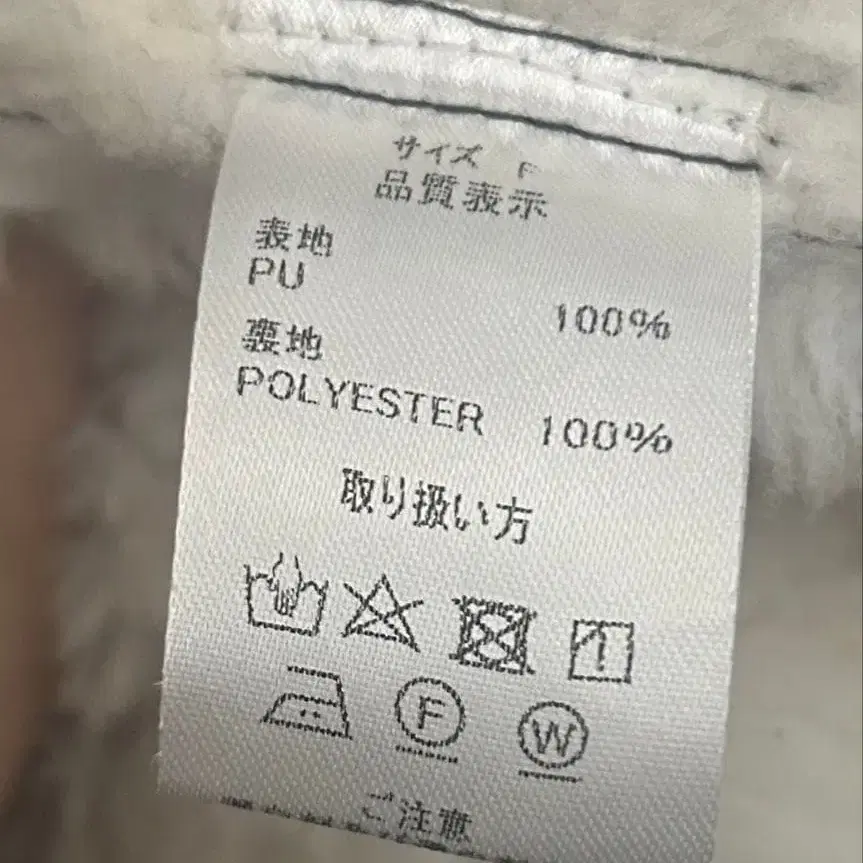 サイズ F
品質表示
表地
PU 100%
裏地
POLYESTER 100%
取り扱い方
F
W
ご注意